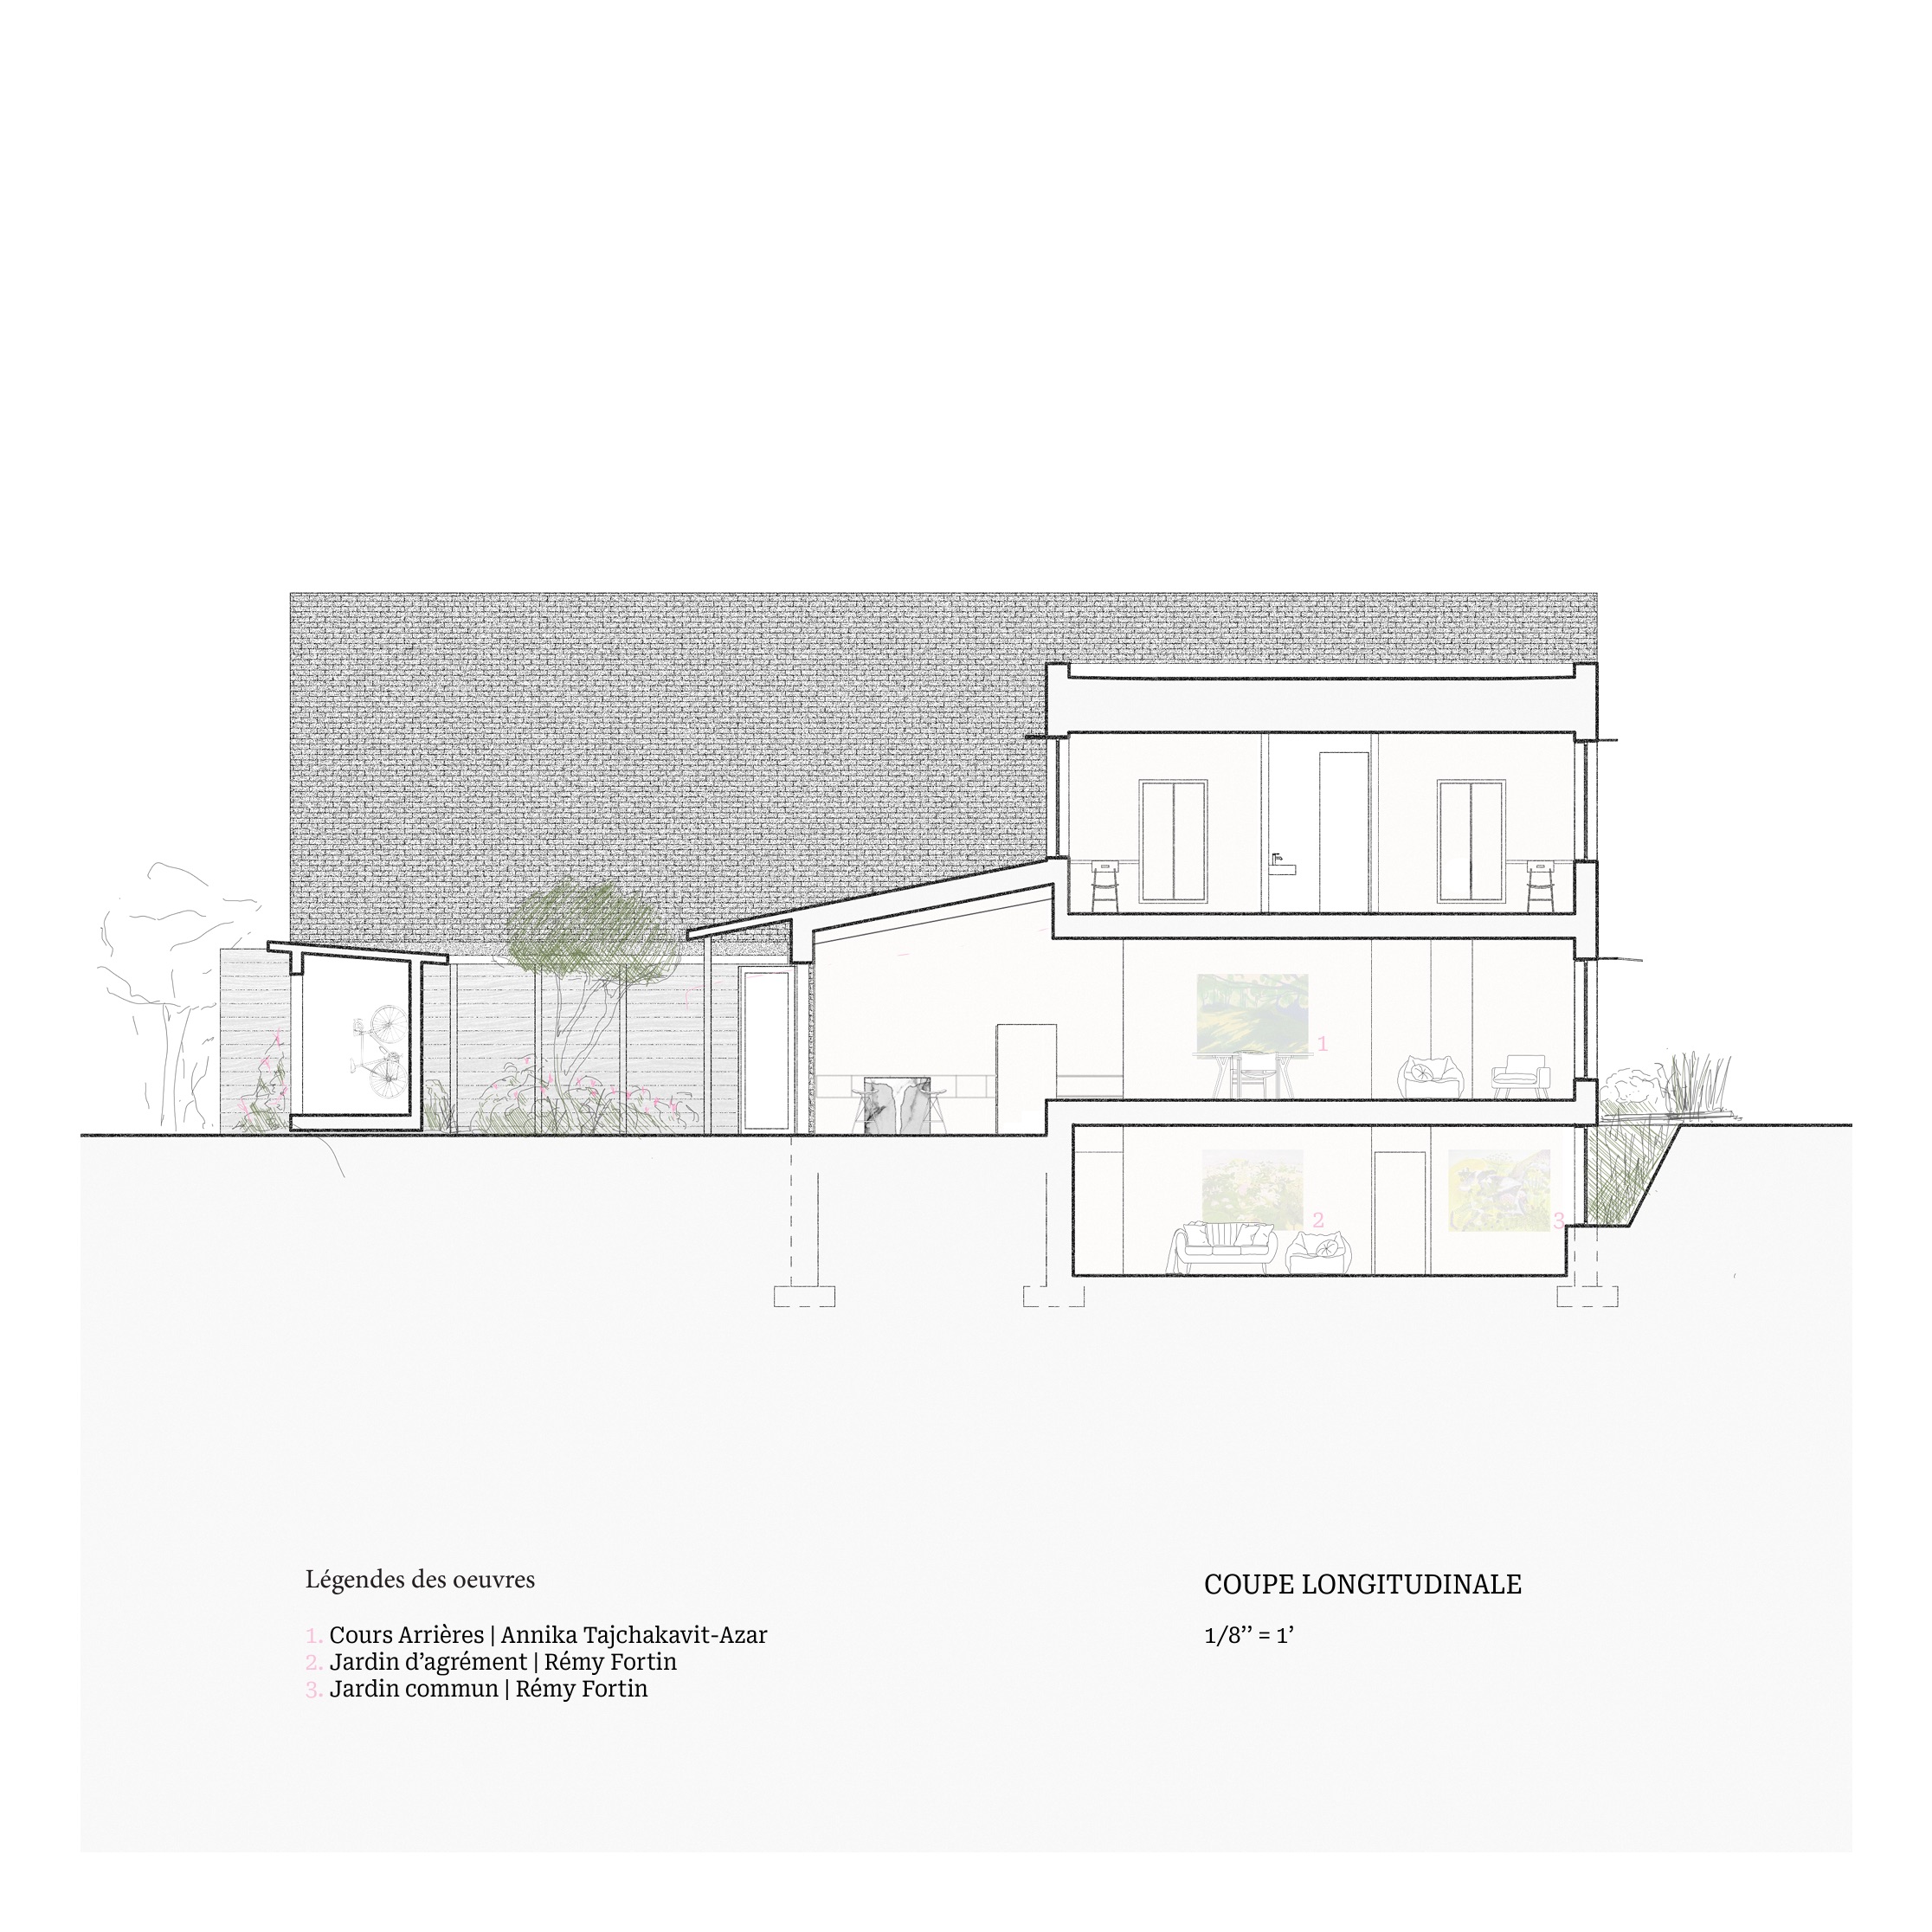 1
2
3
Légendes des oeuvres
1. Cours Arrières | Annika Tajchakavit-Azar
2. Jardin d’agrément | Rémy Fortin
3. Jardin commun | Rémy Fortin
COUPE LONGITUDINALE
1/8’’ = 1’